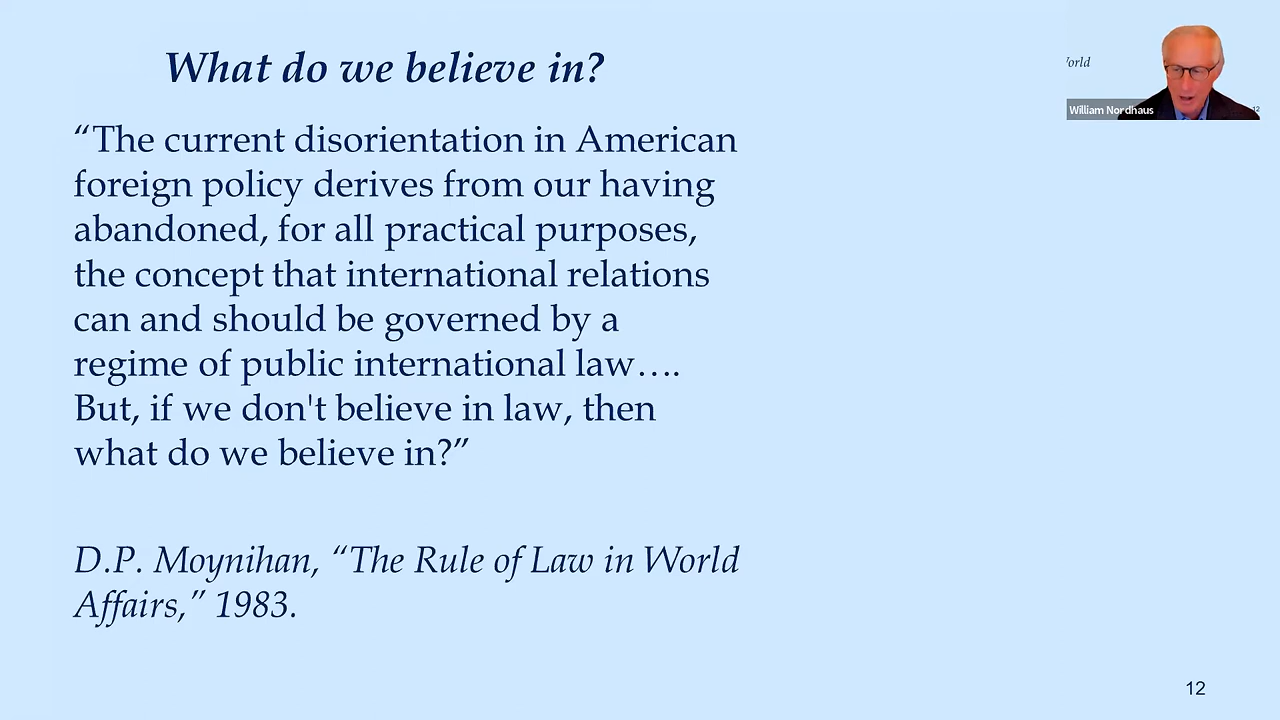 What do we believe in?
“The current disorientation in American
foreign policy derives from our having
abandoned, for all practical purposes,
the concept that international relations
can and should be governed by a
regime of public international law….
But, if we don't believe in law, then
what do we believe in?”
D.P. Moynihan, “The Rule of Law in World
Affairs,” 1983.
William Nordhaus
12
12